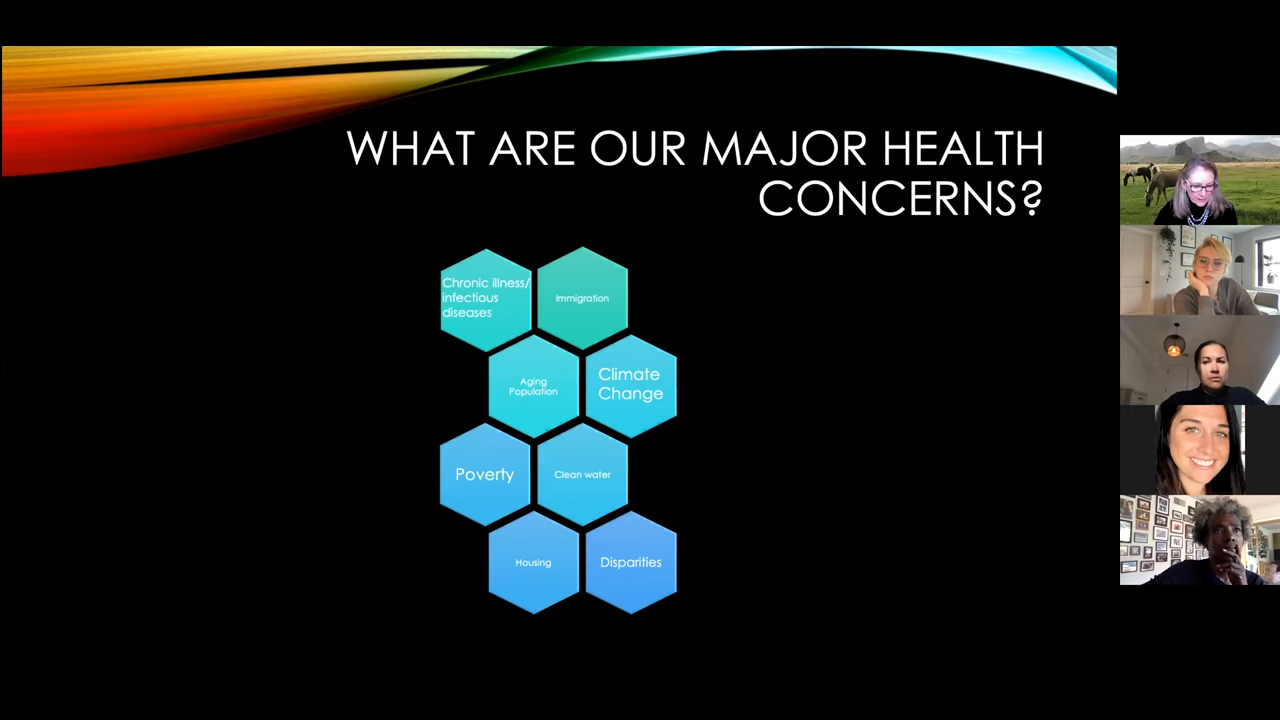 WHAT ARE OUR MAJOR HEALTH
CONCERNS?
Chronic illness/
infectious
diseases
Immigration
Aging
Population
Climate
Change
Poverty
Clean water
Housing
Disparities